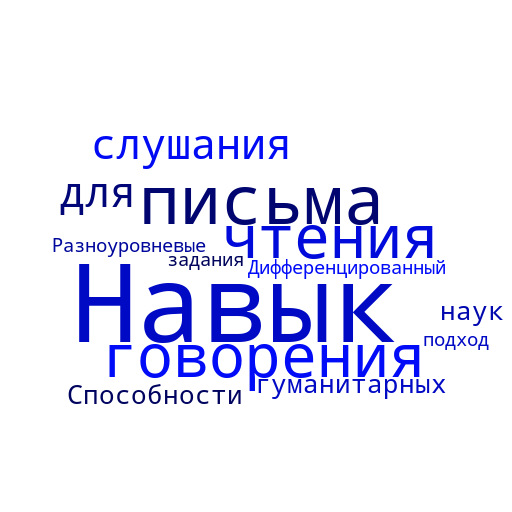 слушания
для письма
чтения
Разноуровневые
задания
Дифференцированный
Навык
наук
подход
говорения
гуманитарных
Способности